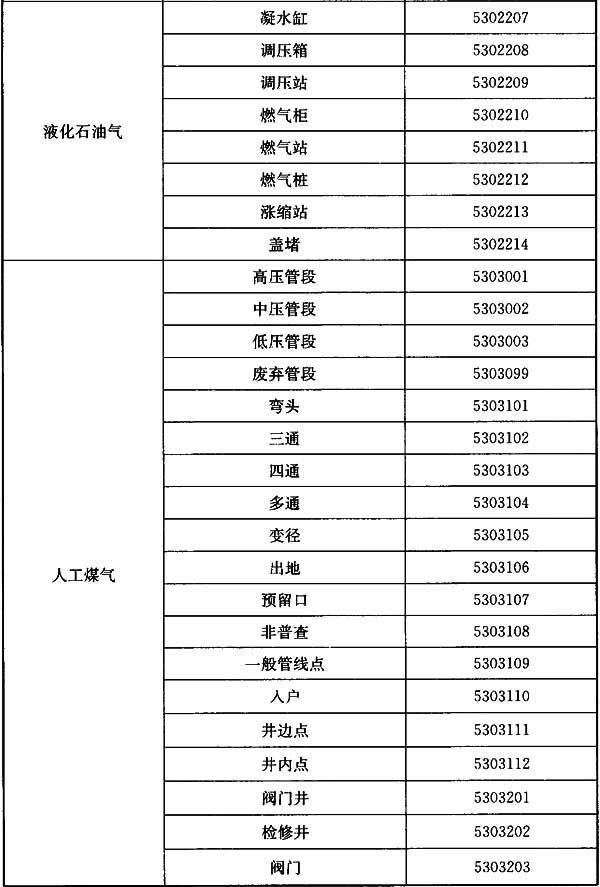 液化石油气
凝水缸 5302207
调压箱 5302208
调压站 5302209
燃气柜 5302210
燃气站 5302211
燃气桩 5302212
涨缩站 5302213
盖堵 5302214
人工煤气
高压管段 5303001
中压管段 5303002
低压管段 5303003
废弃管段 5303099
弯头 5303101
三通 5303102
四通 5303103
多通 5303104
变径 5303105
出地 5303106
预留口 5303107
非普查 5303108
一般管线点 5303109
入户 5303110
井边点 5303111
井内点 5303112
阀门井 5303201
检修井 5303202
阀门 5303203